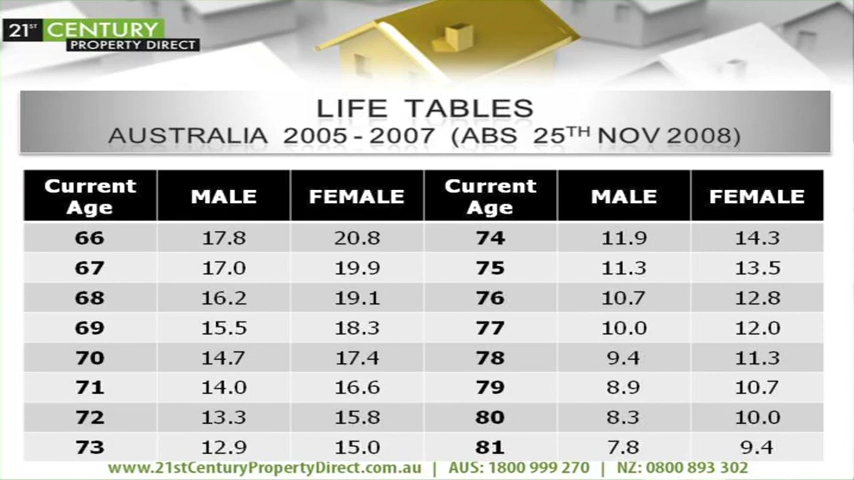 21ST CENTURY
PROPERTY DIRECT
LIFE TABLES
AUSTRALIA 2005-2007 (ABS 25TH NOV 2008)
Current Age MALE FEMALE Current Age MALE FEMALE
66 17.8 20.8 74 11.9 14.3
67 17.0 19.9 75 11.3 13.5
68 16.2 19.1 76 10.7 12.8
69 15.5 18.3 77 10.0 12.0
70 14.7 17.4 78 9.4 11.3
71 14.0 16.6 79 8.9 10.7
72 13.3 15.8 80 8.3 10.0
73 12.9 15.0 81 7.8 9.4
www.21stCenturyPropertyDirect.com.au | AUS: 1800 999 270 | NZ: 0800 893 302